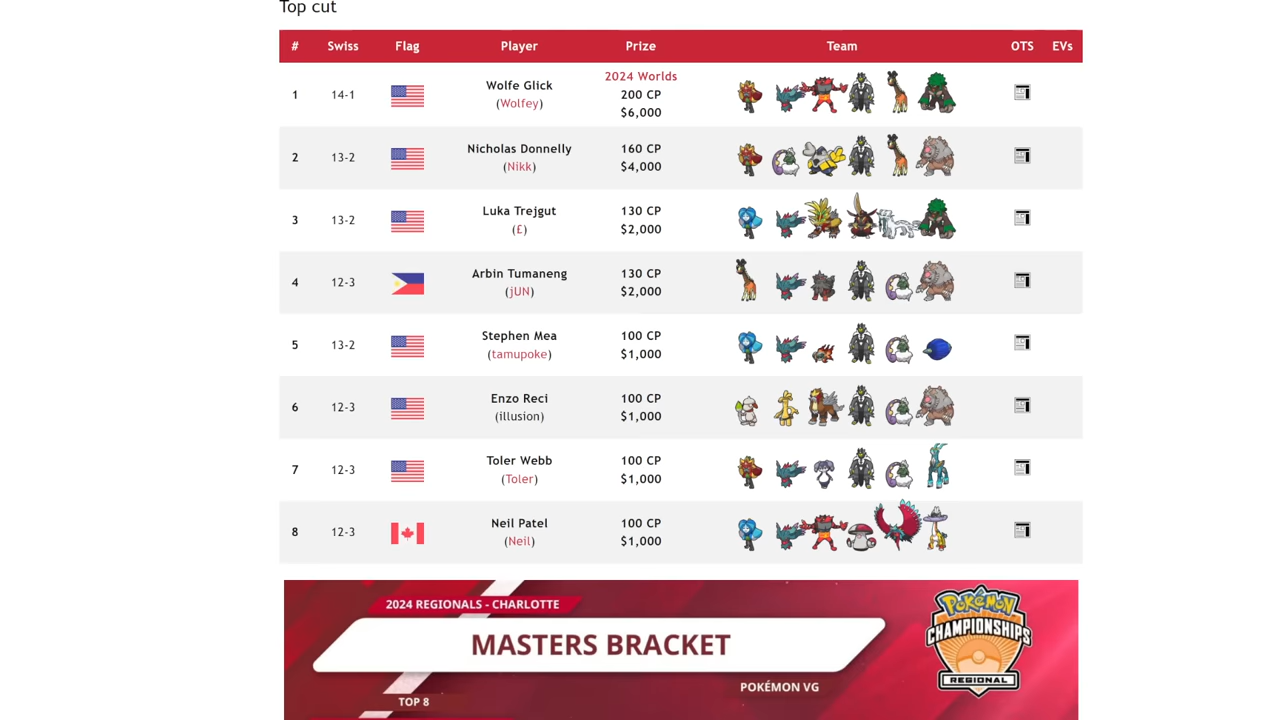 Top cut
# Swiss Flag Player Prize Team OTS EVs
1 14-1 Wolfe Glick (Wolfey) 2024 Worlds 200 CP $6,000
2 13-2 Nicholas Donnelly (Nikk) 160 CP $4,000
3 13-2 Luka Trejgut (£) 130 CP $2,000
4 12-3 Arbin Tumaneng (jUN) 130 CP $2,000
5 13-2 Stephen Mea (tamupoke) 100 CP $1,000
6 12-3 Enzo Reci (illusion) 100 CP $1,000
7 12-3 Toler Webb (Toler) 100 CP $1,000
8 12-3 Neil Patel (Neil) 100 CP $1,000
2024 REGIONALS - CHARLOTTE
MASTERS BRACKET
POKÉMON VG
TOP 8
POKéMON
CHAMPIONSHIPS
REGIONAL